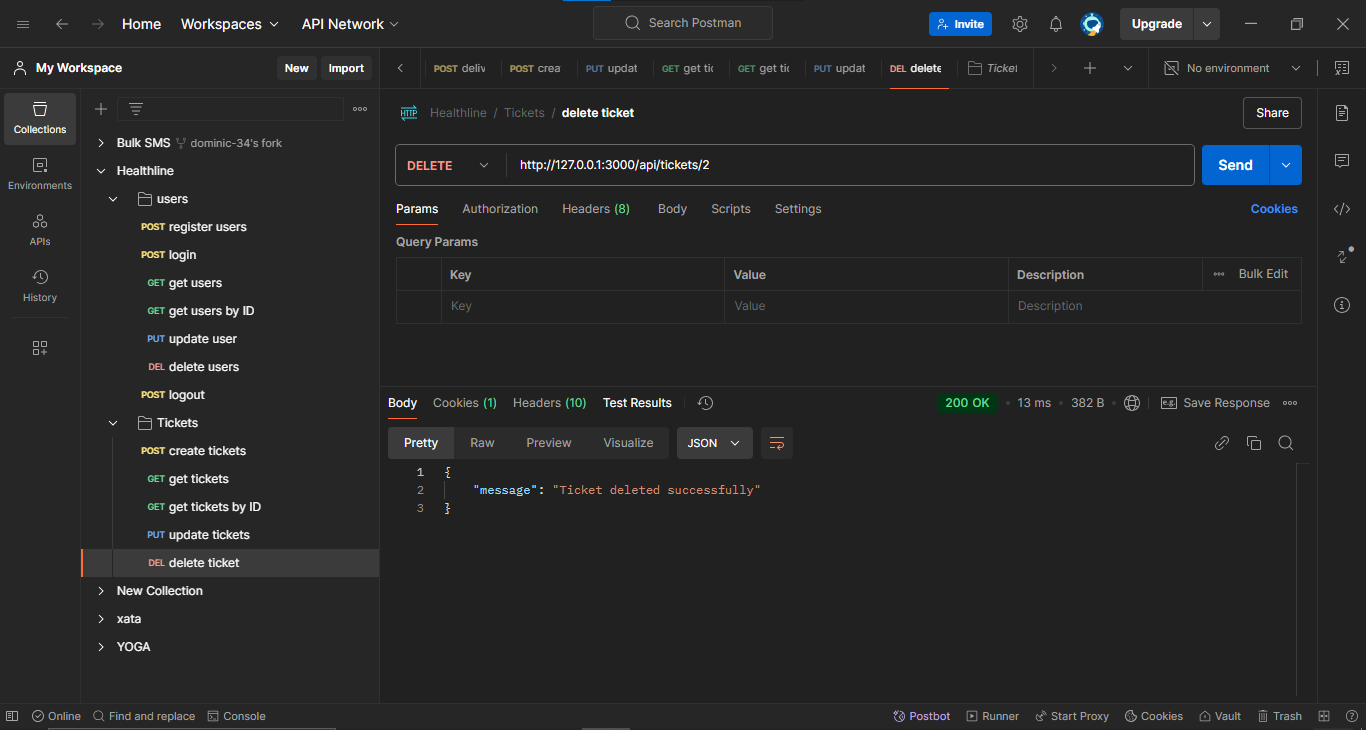 Home Workspaces API Network Search Postman Invite Upgrade
My Workspace New Import POST deliv POST crea PUT updat GET get tic GET get tic PUT updat DEL delete Ticket No environment
Collections
Environments
APIs
History
Bulk SMS dominic-34's fork
Healthline
users
POST register users
POST login
GET get users
GET get users by ID
PUT update user
DEL delete users
POST logout
Tickets
POST create tickets
GET get tickets
GET get tickets by ID
PUT update tickets
DEL delete ticket
New Collection
xata
YOGA
HTTP Healthline / Tickets / delete ticket Share
DELETE http://127.0.0.1:3000/api/tickets/2 Send
Params Authorization Headers (8) Body Scripts Settings Cookies
Query Params
Key Value Description Bulk Edit
Key Value Description
Body Cookies (1) Headers (10) Test Results 200 OK 13 ms 382 B e.g. Save Response
Pretty Raw Preview Visualize JSON
1 {
2 "message": "Ticket deleted successfully"
3 }
Online Find and replace Console Postbot Runner Start Proxy Cookies Vault Trash